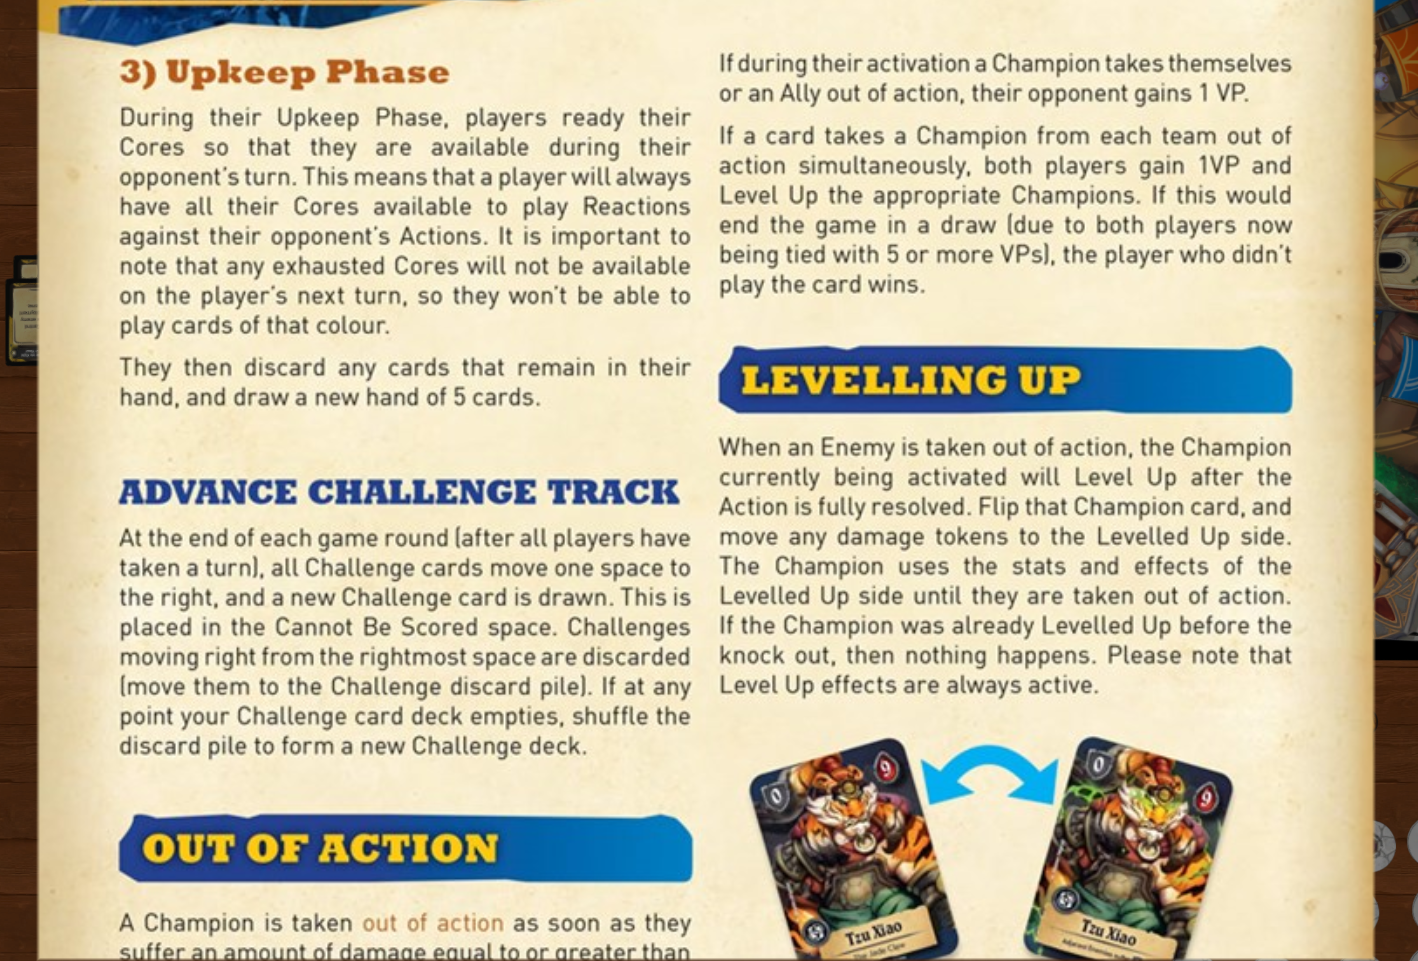 3) Upkeep Phase
During their Upkeep Phase, players ready their
Cores so that they are available during their
opponent's turn. This means that a player will always
have all their Cores available to play Reactions
against their opponent's Actions. It is important to
note that any exhausted Cores will not be available
on the player's next turn, so they won't be able to
play cards of that colour.
They then discard any cards that remain in their
hand, and draw a new hand of 5 cards.
ADVANCE CHALLENGE TRACK
At the end of each game round (after all players have
taken a turn), all Challenge cards move one space to
the right, and a new Challenge card is drawn. This is
placed in the Cannot Be Scored space. Challenges
moving right from the rightmost space are discarded
(move them to the Challenge discard pile). If at any
point your Challenge card deck empties, shuffle the
discard pile to form a new Challenge deck.
OUT OF ACTION
A Champion is taken out of action as soon as they
suffer an amount of damage equal to or greater than
If during their activation a Champion takes themselves
or an Ally out of action, their opponent gains 1 VP.
If a card takes a Champion from each team out of
action simultaneously, both players gain 1VP and
Level Up the appropriate Champions. If this would
end the game in a draw (due to both players now
being tied with 5 or more VPs), the player who didn't
play the card wins.
LEVELLING UP
When an Enemy is taken out of action, the Champion
currently being activated will Level Up after the
Action is fully resolved. Flip that Champion card, and
move any damage tokens to the Levelled Up side.
The Champion uses the stats and effects of the
Levelled Up side until they are taken out of action.
If the Champion was already Levelled Up before the
knock out, then nothing happens. Please note that
Level Up effects are always active.
0
9
Tzu Xiao
The Jade Claw
0
9
Tzu Xiao